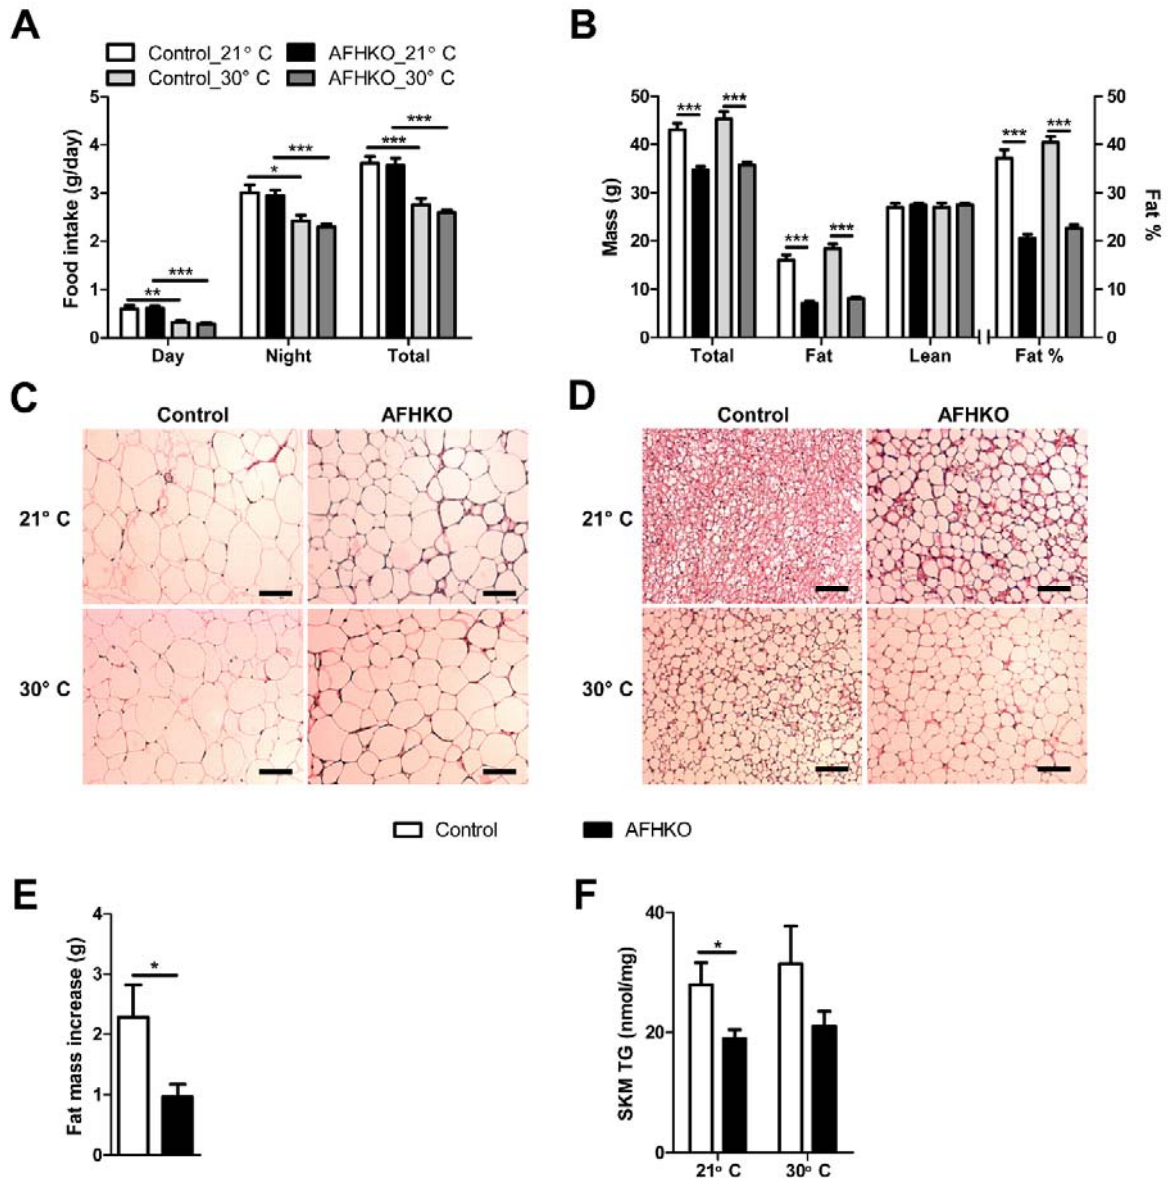 A
Control_21° C AFHKO_21° C
Control_30° C AFHKO_30° C
Food intake (g/day)
5
4
3
2
1
0
*** ** *** * *** ***
Day Night Total
B
Mass (g)
50
40
30
20
10
0
*** *** *** *** *** ***
50
40
30
20
10
0
Fat %
Total Fat Lean Fat %
C
Control AFHKO
21° C
30° C
D
Control AFHKO
21° C
30° C
Control AFHKO
E
Fat mass increase (g)
4
3
2
1
0
*
F
SKM TG (nmol/mg)
40
20
0
*
21° C 30° C